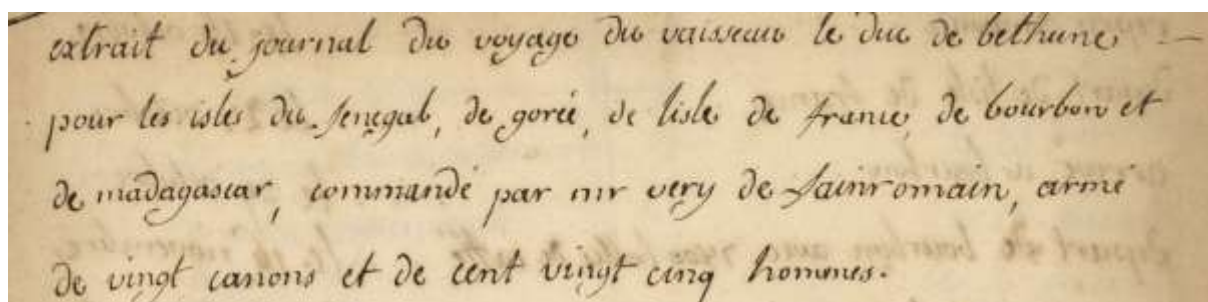 extrait du journal du voyage du vaisseau le duc de bethune
pour les isles du senegal, de gorée, de lisle de france, de bourbon et
de madagascar, commandé par mr very de sainromain, armé
de vingt canons et de cent vingt cinq hommes.